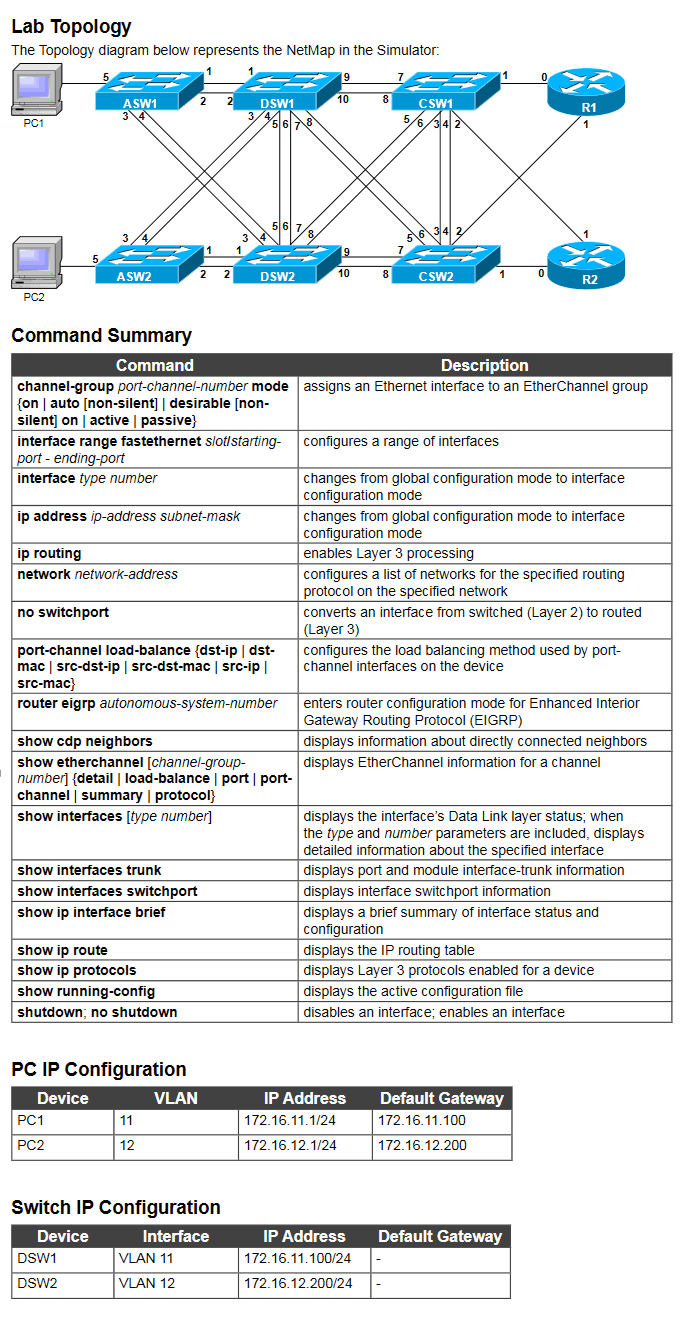 Lab Topology
The Topology diagram below represents the NetMap in the Simulator:
5 1 1 9 7 1 0
ASW1 2 2 DSW1 10 8 CSW1 R1
PC1 3 4 3 4 5 6 7 8 5 6 3 4 2 1
3 4 3 4 5 6 7 8 5 6 3 4 2 1
5 1 1 9 7
ASW2 2 2 DSW2 10 8 CSW2 1 0 R2
PC2
Command Summary
Command Description
channel-group port-channel-number mode
{on | auto [non-silent] | desirable [non-
silent] on | active | passive}
assigns an Ethernet interface to an EtherChannel group
interface range fastethernet slot/starting-
port - ending-port
configures a range of interfaces
interface type number
changes from global configuration mode to interface
configuration mode
ip address ip-address subnet-mask
changes from global configuration mode to interface
configuration mode
ip routing
enables Layer 3 processing
network network-address
configures a list of networks for the specified routing
protocol on the specified network
no switchport
converts an interface from switched (Layer 2) to routed
(Layer 3)
port-channel load-balance {dst-ip | dst-
mac | src-dst-ip | src-dst-mac | src-ip |
src-mac}
configures the load balancing method used by port-
channel interfaces on the device
router eigrp autonomous-system-number
enters router configuration mode for Enhanced Interior
Gateway Routing Protocol (EIGRP)
show cdp neighbors
displays information about directly connected neighbors
show etherchannel [channel-group-
number] {detail | load-balance | port | port-
channel | summary | protocol}
displays EtherChannel information for a channel
show interfaces [type number]
displays the interface's Data Link layer status; when
the type and number parameters are included, displays
detailed information about the specified interface
show interfaces trunk
displays port and module interface-trunk information
show interfaces switchport
displays interface switchport information
show ip interface brief
displays a brief summary of interface status and
configuration
show ip route
displays the IP routing table
show ip protocols
displays Layer 3 protocols enabled for a device
show running-config
displays the active configuration file
shutdown; no shutdown
disables an interface; enables an interface
PC IP Configuration
Device VLAN IP Address Default Gateway
PC1 11 172.16.11.1/24 172.16.11.100
PC2 12 172.16.12.1/24 172.16.12.200
Switch IP Configuration
Device Interface IP Address Default Gateway
DSW1 VLAN 11 172.16.11.100/24 -
DSW2 VLAN 12 172.16.12.200/24 -